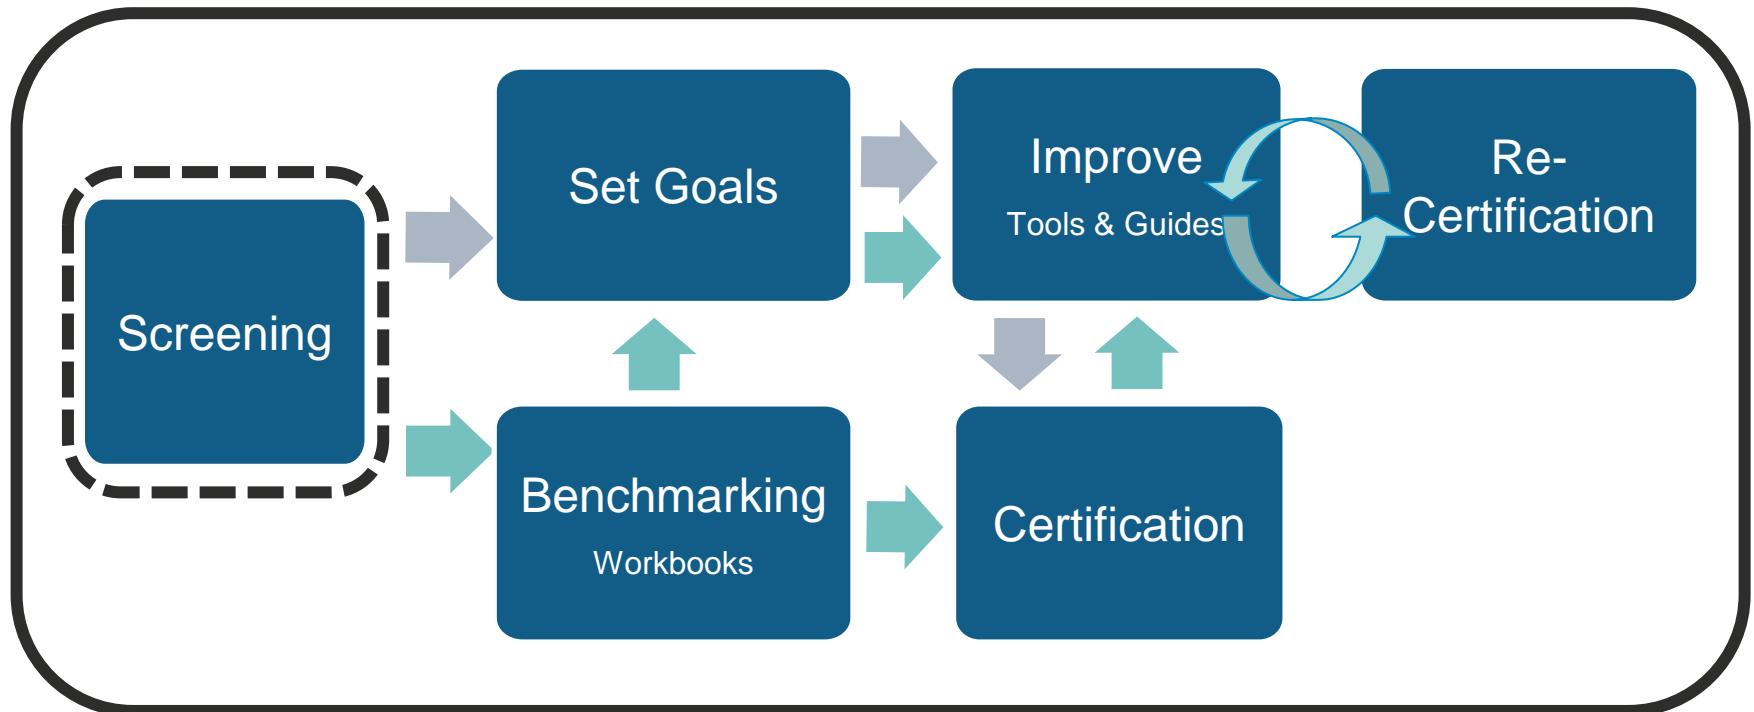 Screening
Set Goals
Benchmarking
Workbooks
Improve
Tools & Guides
Certification
Re-
Certification